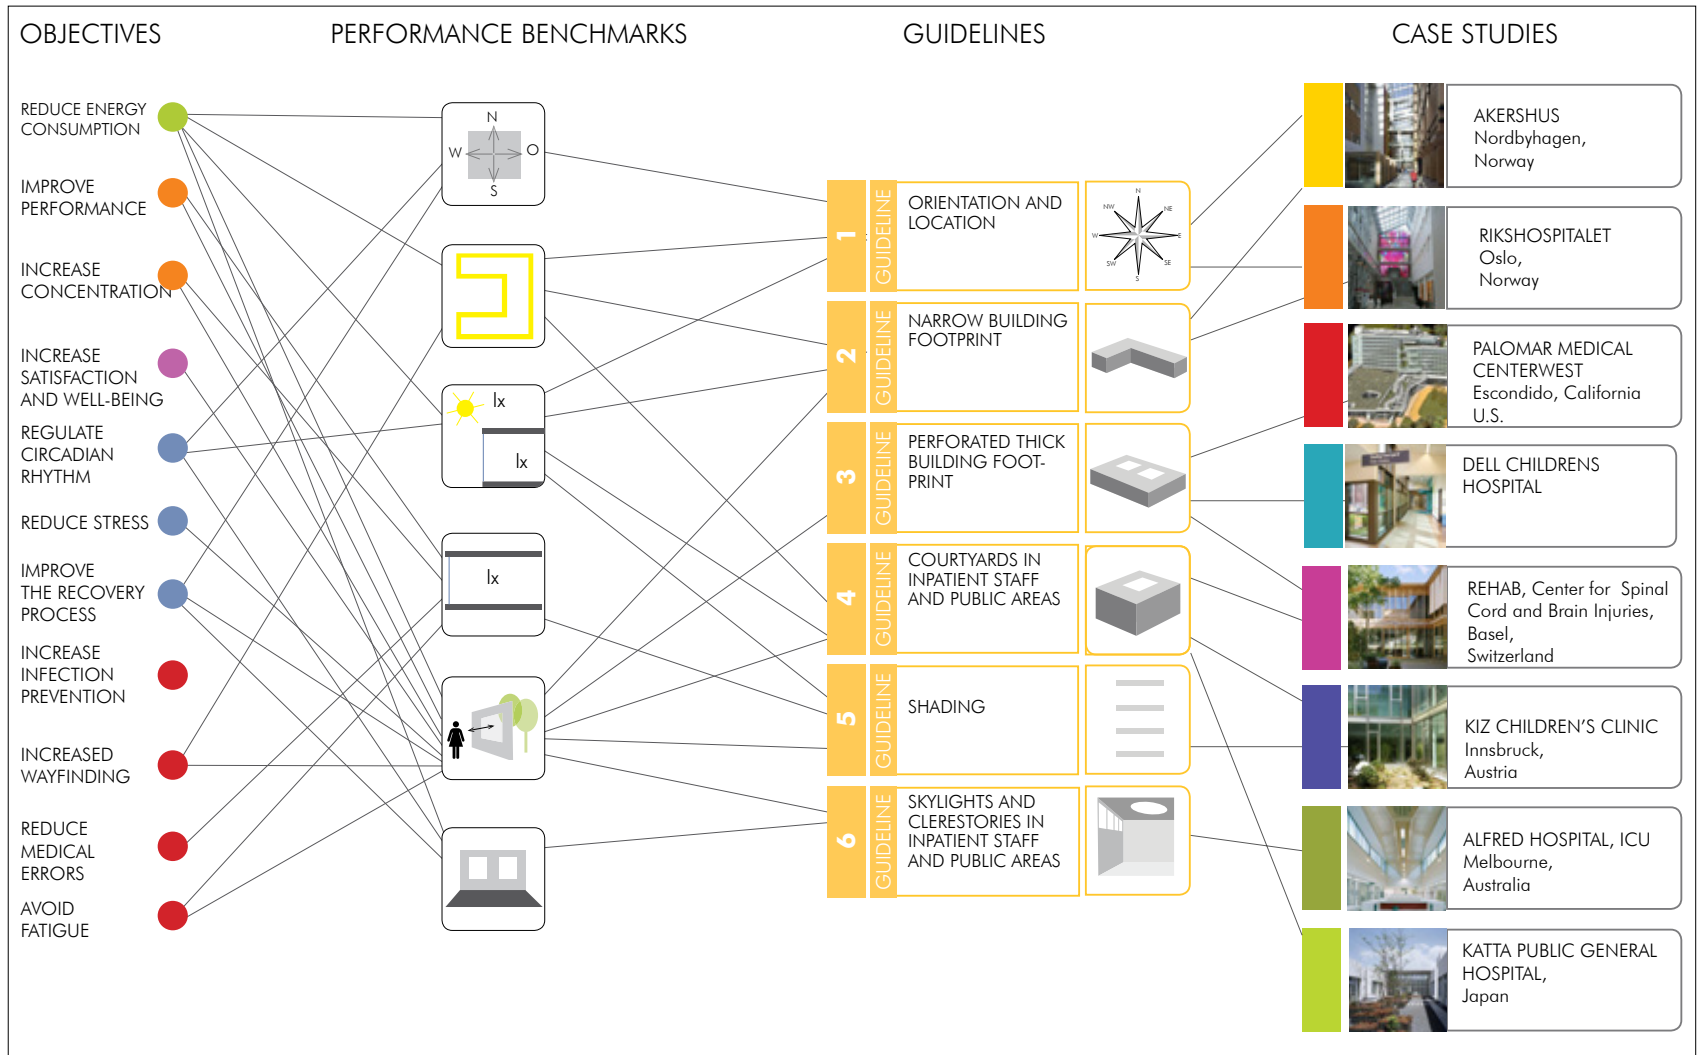 OBJECTIVES
PERFORMANCE BENCHMARKS
GUIDELINES
CASE STUDIES
REDUCE ENERGY
CONSUMPTION
IMPROVE
PERFORMANCE
INCREASE
CONCENTRATION
INCREASE
SATISFACTION
AND WELL-BEING
REGULATE
CIRCADIAN
RHYTHM
REDUCE STRESS
IMPROVE
THE RECOVERY
PROCESS
INCREASE
INFECTION
PREVENTION
INCREASED
WAYFINDING
REDUCE
MEDICAL
ERRORS
AVOID
FATIGUE
N
W
O
S
lx
lx
lx
1
GUIDELINE
ORIENTATION AND
LOCATION
N
NW
NE
W
E
SW
SE
S
2
GUIDELINE
NARROW BUILDING
FOOTPRINT
3
GUIDELINE
PERFORATED THICK
BUILDING FOOT-
PRINT
4
GUIDELINE
COURTYARDS IN
INPATIENT STAFF
AND PUBLIC AREAS
5
GUIDELINE
SHADING
6
GUIDELINE
SKYLIGHTS AND
CLERESTORIES IN
INPATIENT STAFF
AND PUBLIC AREAS
AKERSHUS
Nordbyhagen,
Norway
RIKSHOSPITALET
Oslo,
Norway
PALOMAR MEDICAL
CENTERWEST
Escondido, California
U.S.
DELL CHILDRENS
HOSPITAL
REHAB, Center for Spinal
Cord and Brain Injuries,
Basel,
Switzerland
KIZ CHILDREN'S CLINIC
Innsbruck,
Austria
ALFRED HOSPITAL, ICU
Melbourne,
Australia
KATTA PUBLIC GENERAL
HOSPITAL,
Japan